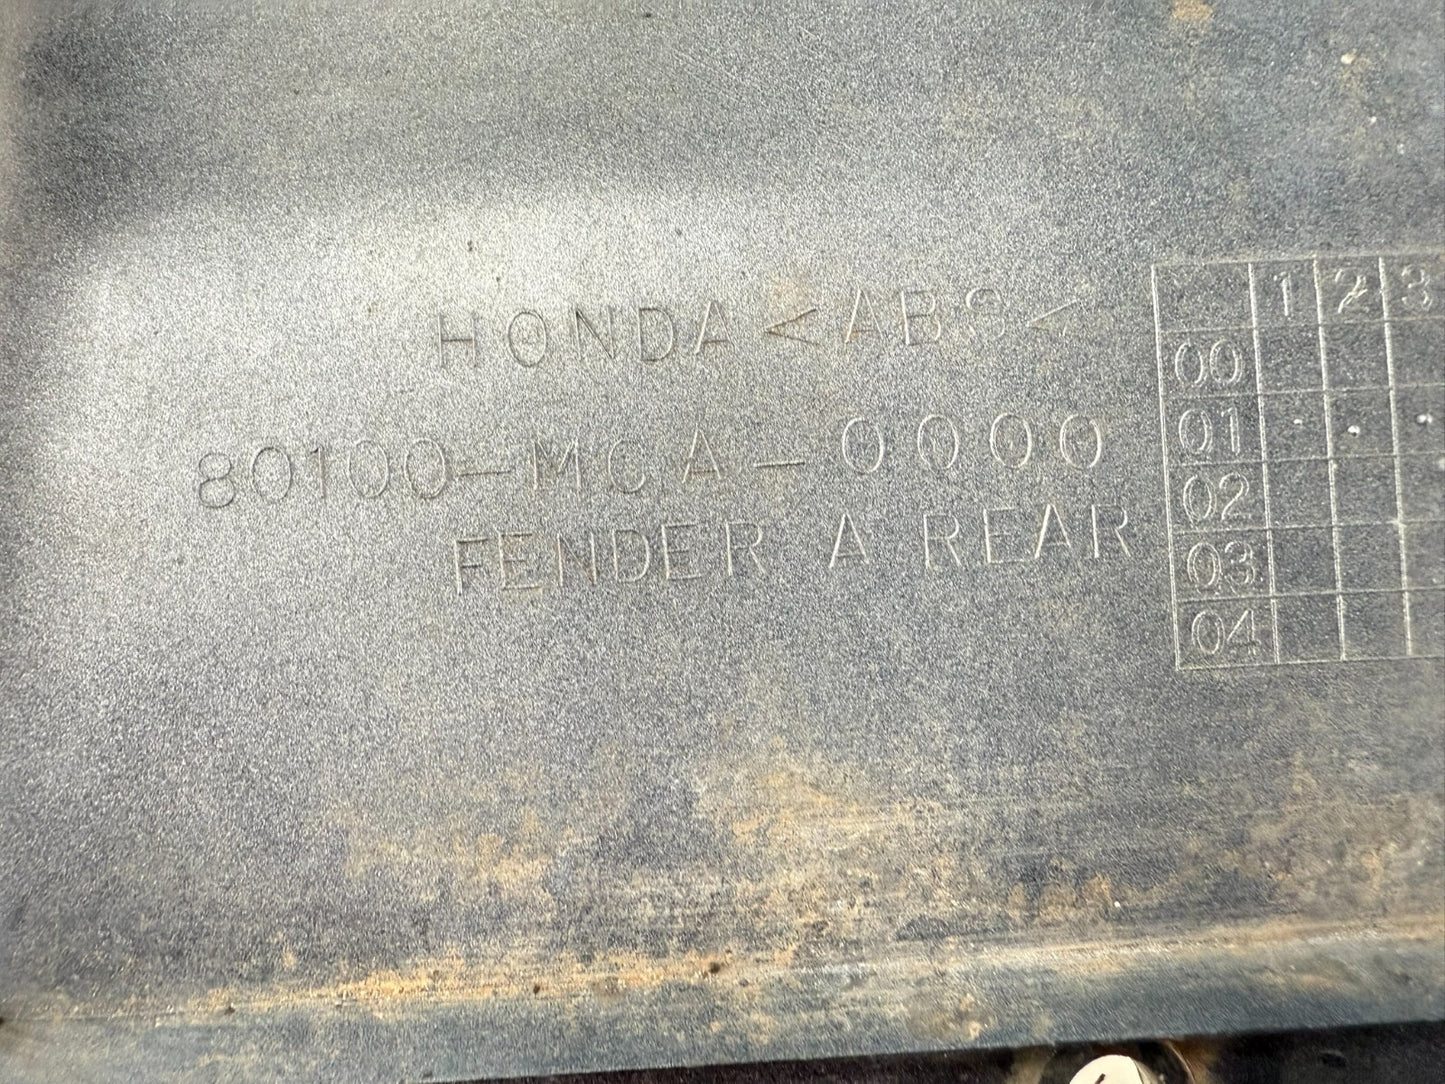 HONDA <ABS<
80100-MCA-0000
FENDER A REAR
1 2 3
00
01
02
03
04